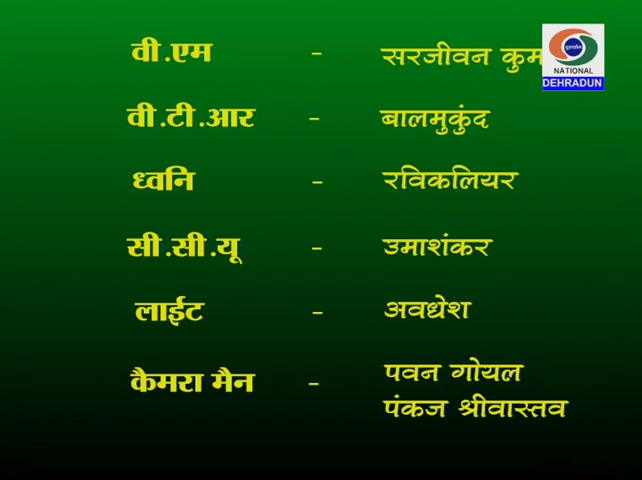 वी.एम - सरजीवन
वी.टी.आर - बालमुकुंद
ध्वनि - रविकलियर
सी.सी.यू - उमाशंकर
लाईट - अवधेश
कैमरा मैन - पवन गोयल
पंकज श्रीवास्तव
NATIONAL
DEHRADUN